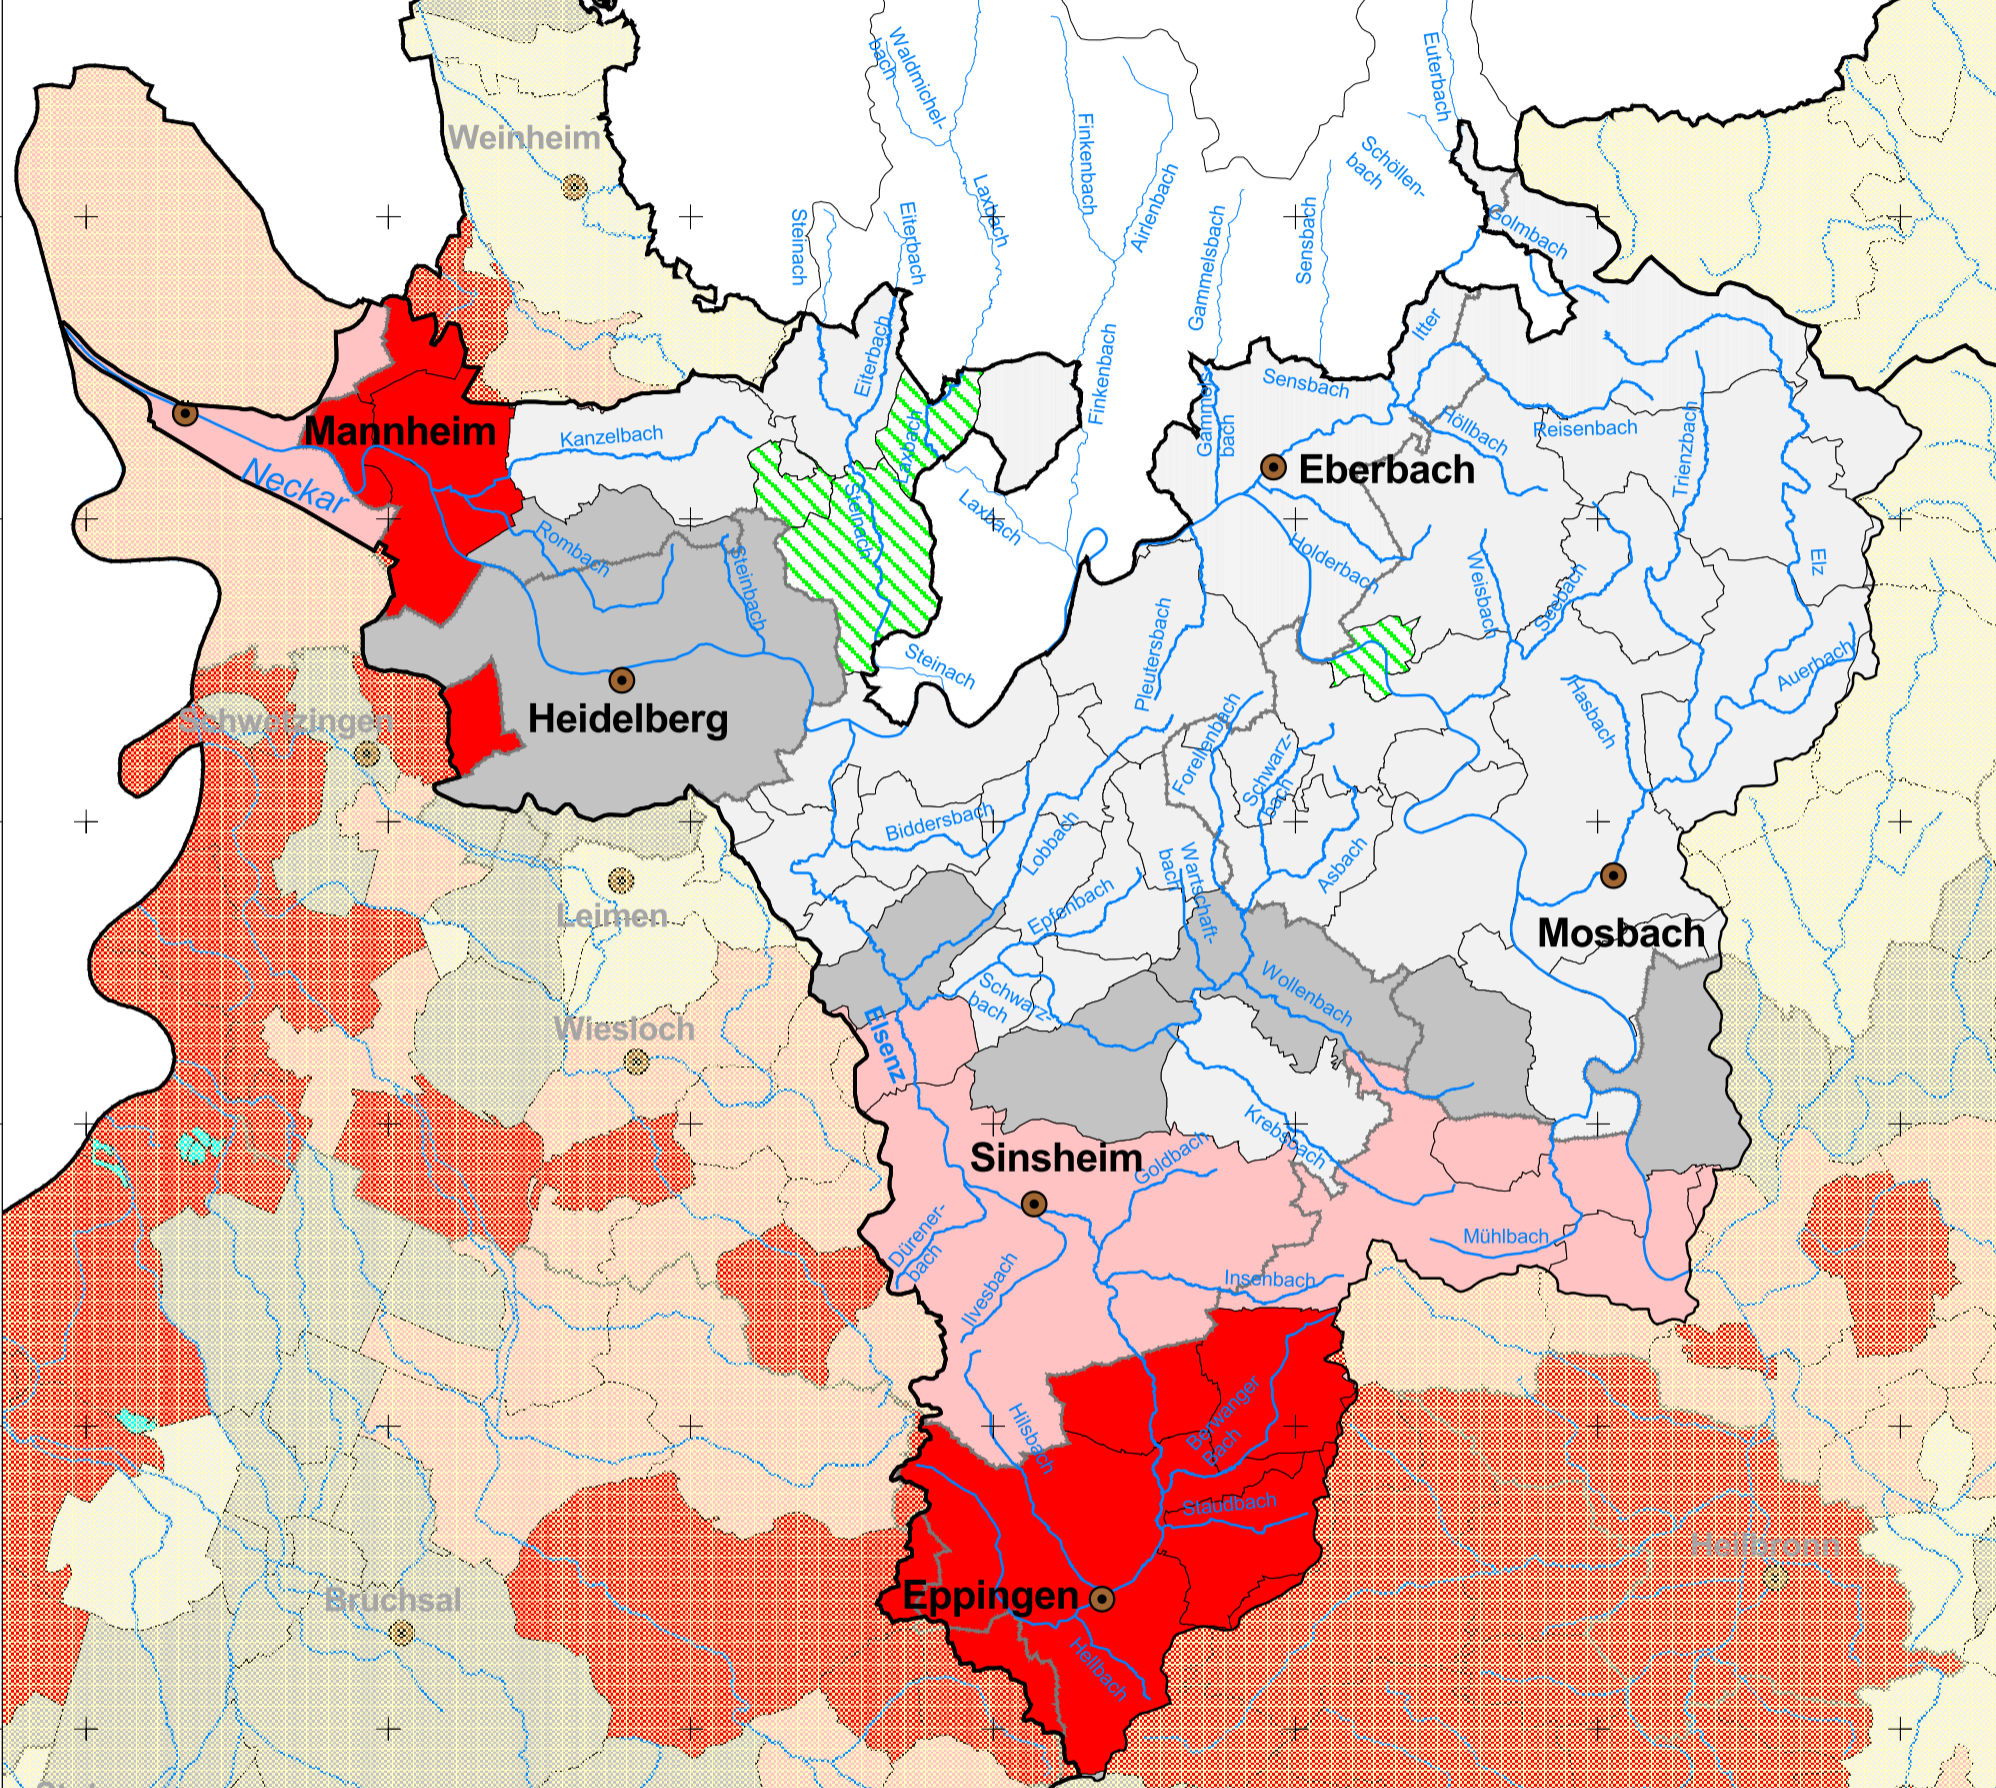 Waldmichel-
bach
Euterbach
Weinheim
Finkenbach
Schöllen-
bach
Laxbach
Airlenbach
Steinach
Eiterbach
Gammelsbach
Sensbach
Golmbach
Eiterbach
Finkenbach
Itter
Sensbach
Gammels-
bach
Mannheim
Kanzelbach
Laxbach
Höllbach
Reisenbach
Trienzbach
Neckar
Eberbach
Steinach
Laxbach
Rombach
Steinbach
Holderbach
Weisbach
Seebach
Elz
Pleutersbach
Steinach
Auerbach
Schwetzingen
Heidelberg
Forellenbach
Schwarz-
bach
Hasbach
Biddersbach
Lobbach
Wartschaft-
bach
Asbach
Leimen
Epfenbach
Mosbach
Wiesloch
Elsenz
Schwarz-
bach
Wollenbach
Krebsbach
Sinsheim
Goldbach
Dürener-
bach
Ilvesbach
Insenbach
Mühlbach
Hilsbach
Berwanger
Bach
Staudbach
Heilbronn
Bruchsal
Eppingen
Hellbach